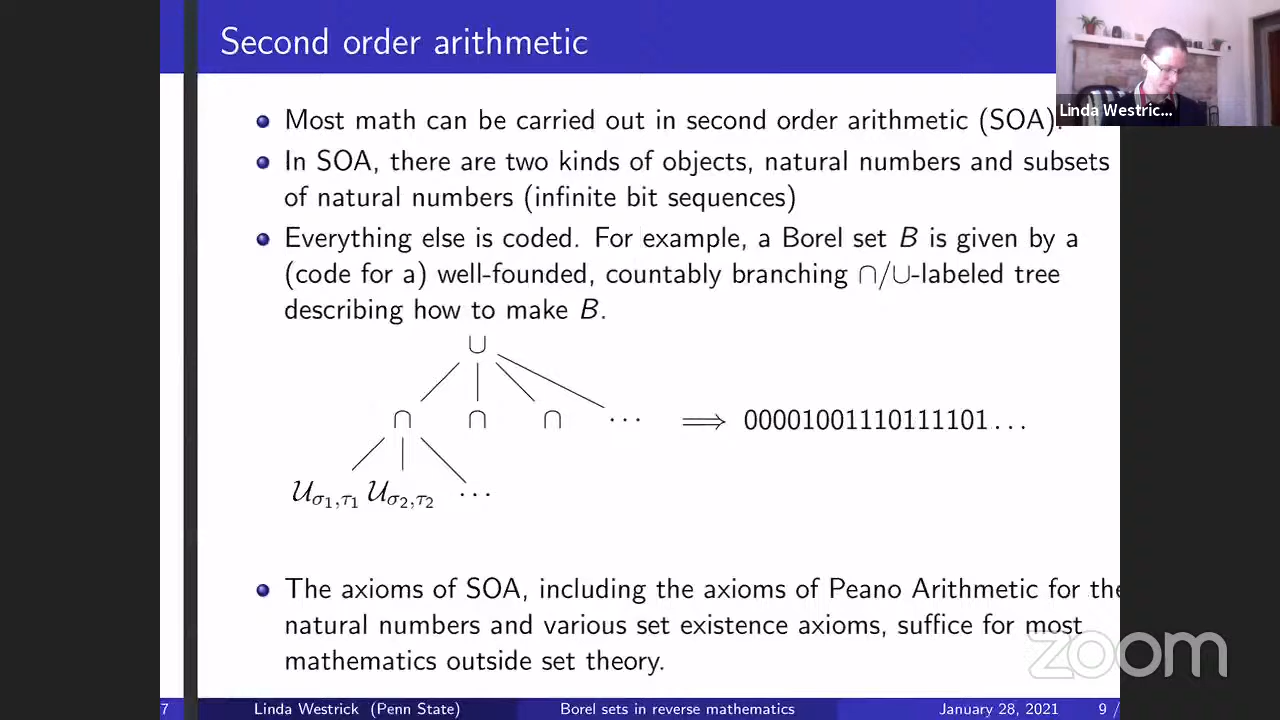 Second order arithmetic
Linda Westric...
Most math can be carried out in second order arithmetic (SOA).
In SOA, there are two kinds of objects, natural numbers and subsets
of natural numbers (infinite bit sequences)
Everything else is coded. For example, a Borel set B is given by a
(code for a) well-founded, countably branching ∩/∪-labeled tree
describing how to make B.
∪
∩ ∩ ∩ ··· ⟹ 00001001110111101...
𝒰σ₁,τ₁ 𝒰σ₂,τ₂ ···
The axioms of SOA, including the axioms of Peano Arithmetic for the
natural numbers and various set existence axioms, suffice for most
mathematics outside set theory.
zoom
7 Linda Westrick (Penn State) Borel sets in reverse mathematics January 28, 2021 9 /